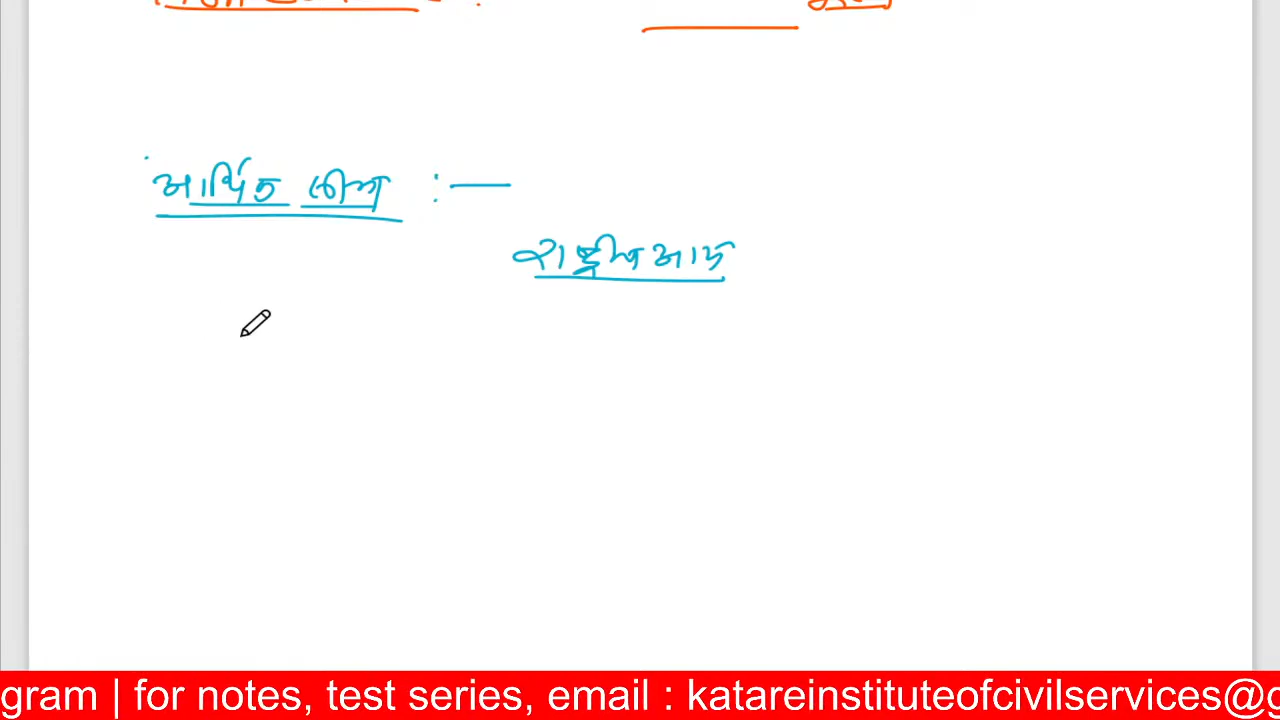 आर्थिक सीमा :—
राष्ट्रीय आय
gram | for notes, test series, email : katareinstituteofcivilservices@g